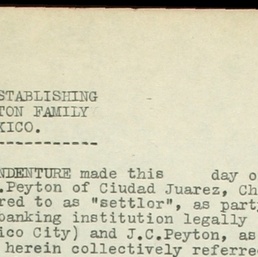 STABLISHING
TON FAMILY
XICO.
------------
NDENTURE made this day o
.Peyton of Ciudad Juarez, Ch
red to as "settlor", as party
banking institution legally
ico City) and J.C.Peyton, as
herein collectively referre